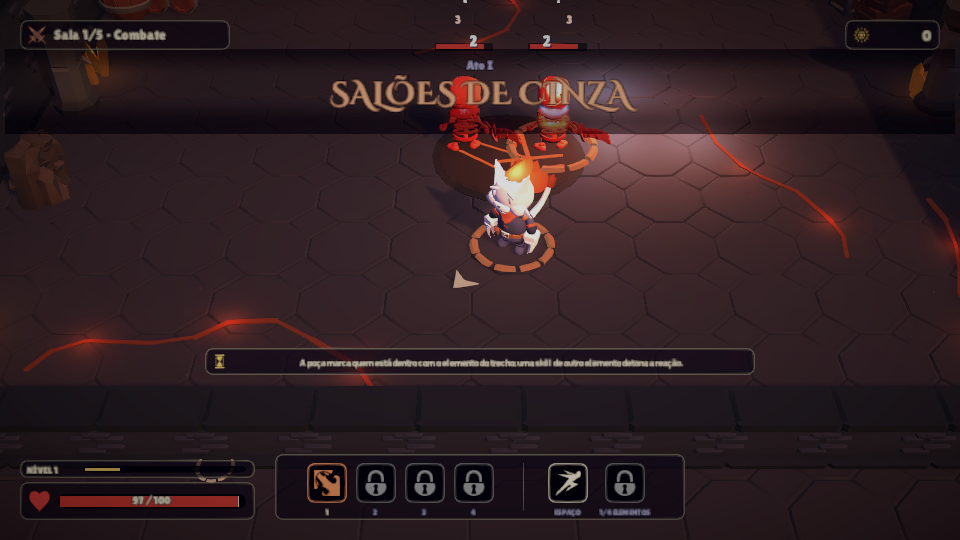 3
3
Sala 1/5 - Combate
2
2
0
Ato I
SALÕES DE CINZA
A poça marca quem está dentro com o elemento do trecho: uma skill de outro elemento detona a reação.
NÍVEL 1
97 / 100
1
2
3
4
ESPAÇO
1/4 ELEMENTOS